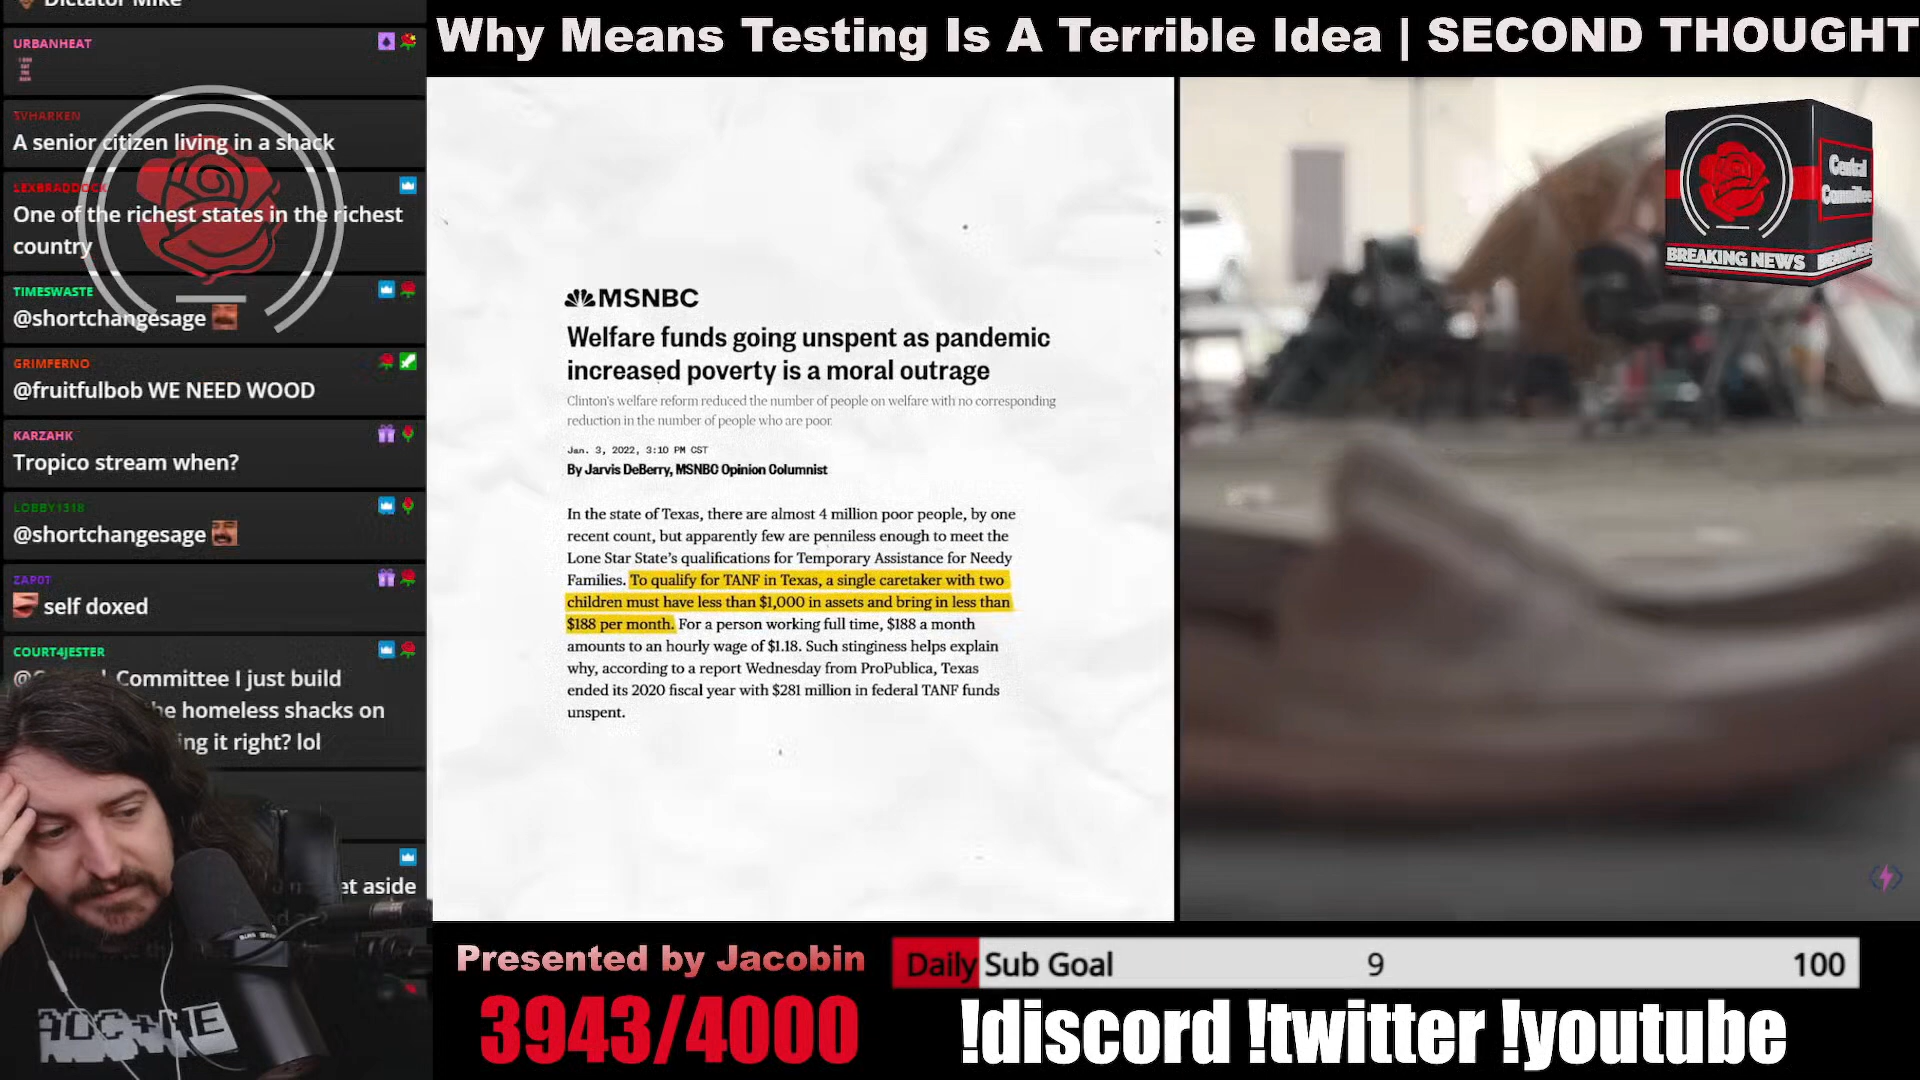 Dictator Mike
URBANHEAT
SVHARKEN
A senior citizen living in a shack
LEXBRADDOCK
One of the richest states in the richest
country
TIMESWASTE
@shortchangesage
GRIMFERNO
@fruitfulbob WE NEED WOOD
KARZAHK
Tropico stream when?
LOBBY1318
@shortchangesage
ZAP0T
self doxed
COURT4JESTER
Committee I just build
he homeless shacks on
ing it right? lol
et aside
Why Means Testing Is A Terrible Idea | SECOND THOUGHT
MSNBC
Welfare funds going unspent as pandemic
increased poverty is a moral outrage
Clinton's welfare reform reduced the number of people on welfare with no corresponding
reduction in the number of people who are poor.
Jan. 3, 2022, 3:10 PM CST
By Jarvis DeBerry, MSNBC Opinion Columnist
In the state of Texas, there are almost 4 million poor people, by one
recent count, but apparently few are penniless enough to meet the
Lone Star State's qualifications for Temporary Assistance for Needy
Families. To qualify for TANF in Texas, a single caretaker with two
children must have less than $1,000 in assets and bring in less than
$188 per month. For a person working full time, $188 a month
amounts to an hourly wage of $1.18. Such stinginess helps explain
why, according to a report Wednesday from ProPublica, Texas
ended its 2020 fiscal year with $281 million in federal TANF funds
unspent.
Central
Committee
BREAKING NEWS
Presented by Jacobin
3943/4000
Daily Sub Goal 9 100
!discord !twitter !youtube